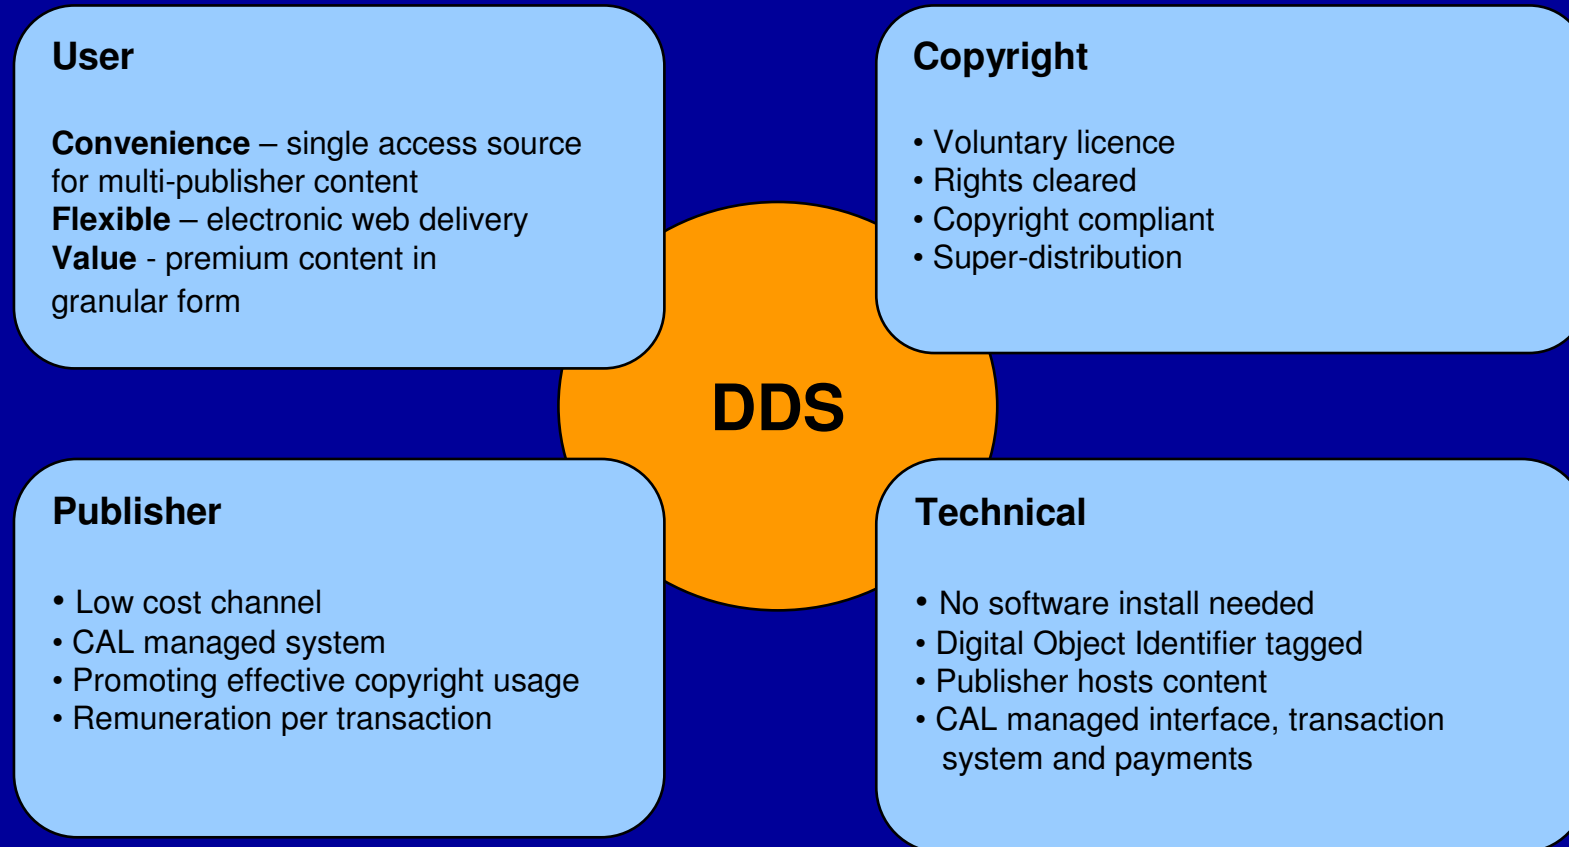 User
Convenience – single access source
for multi-publisher content
Flexible – electronic web delivery
Value - premium content in
granular form
Copyright
• Voluntary licence
• Rights cleared
• Copyright compliant
• Super-distribution
DDS
Publisher
• Low cost channel
• CAL managed system
• Promoting effective copyright usage
• Remuneration per transaction
Technical
• No software install needed
• Digital Object Identifier tagged
• Publisher hosts content
• CAL managed interface, transaction
system and payments